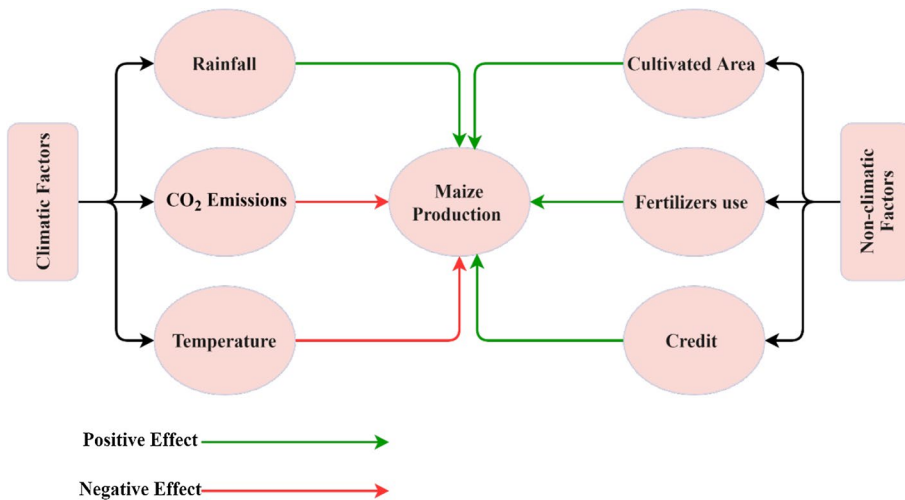 Climatic Factors
Rainfall
CO₂ Emissions
Temperature
Maize
Production
Cultivated Area
Fertilizers use
Credit
Non-climatic
Factors
Positive Effect
Negative Effect